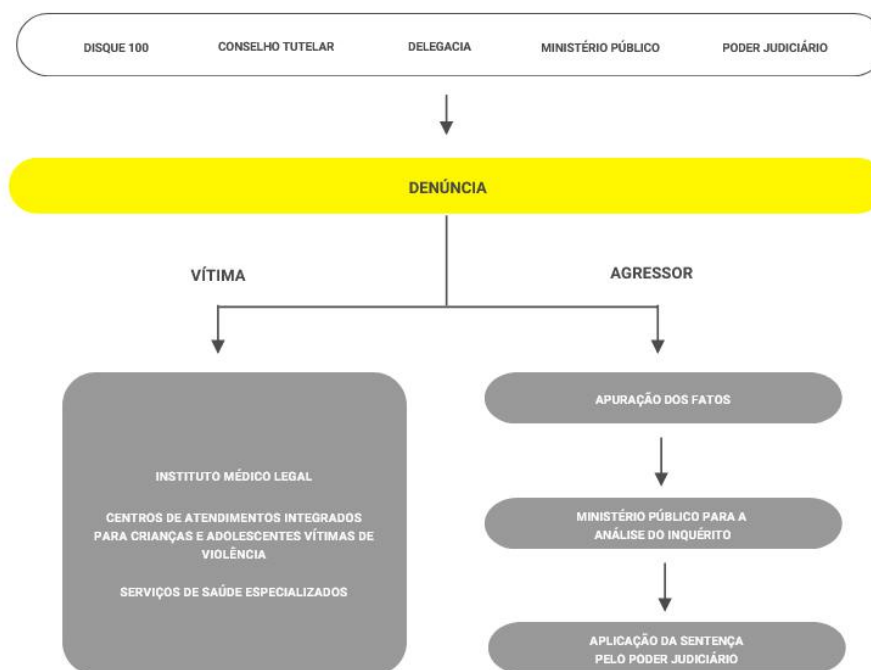 DISQUE 100 CONSELHO TUTELAR DELEGACIA MINISTÉRIO PÚBLICO PODER JUDICIÁRIO
DENÚNCIA
VÍTIMA
AGRESSOR
INSTITUTO MÉDICO LEGAL
CENTROS DE ATENDIMENTOS INTEGRADOS
PARA CRIANÇAS E ADOLESCENTES VÍTIMAS DE
VIOLÊNCIA
SERVIÇOS DE SAÚDE ESPECIALIZADOS
APURAÇÃO DOS FATOS
MINISTÉRIO PÚBLICO PARA A
ANÁLISE DO INQUÉRITO
APLICAÇÃO DA SENTENÇA
PELO PODER JUDICIÁRIO